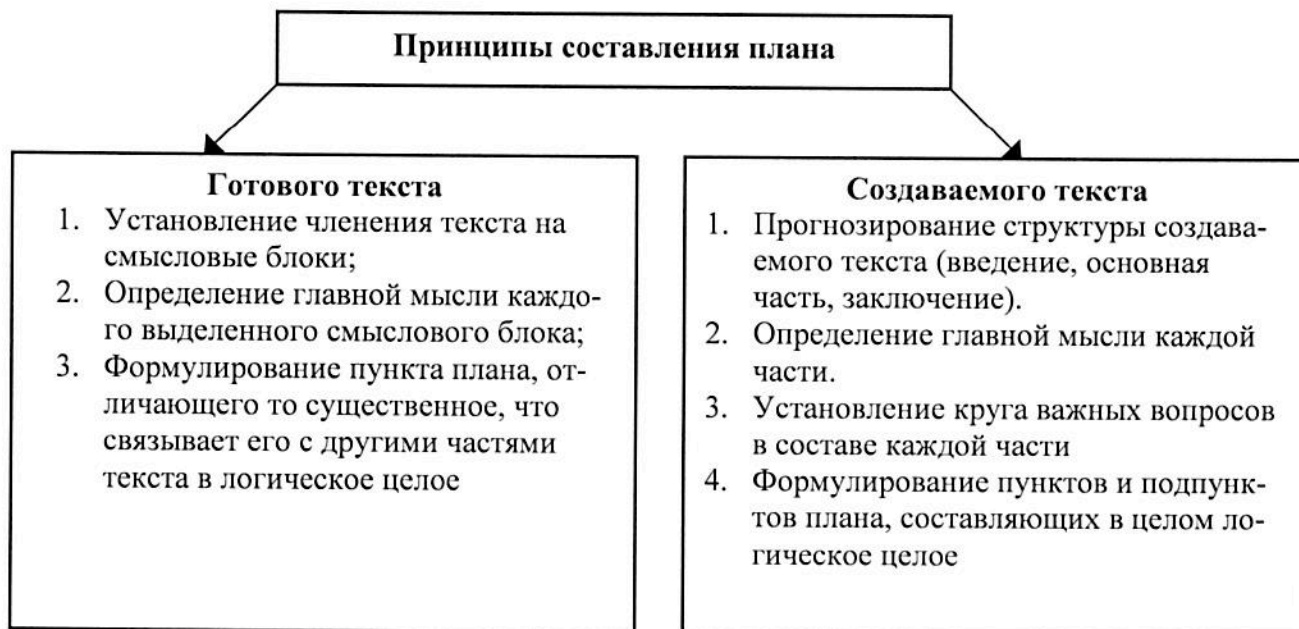 Принципы составления плана
Готового текста
1. Установление членения текста на
смысловые блоки;
2. Определение главной мысли каждо-
го выделенного смыслового блока;
3. Формулирование пункта плана, от-
личающего то существенное, что
связывает его с другими частями
текста в логическое целое
Создаваемого текста
1. Прогнозирование структуры создава-
емого текста (введение, основная
часть, заключение).
2. Определение главной мысли каждой
части.
3. Установление круга важных вопросов
в составе каждой части
4. Формулирование пунктов и подпунк-
тов плана, составляющих в целом ло-
гическое целое